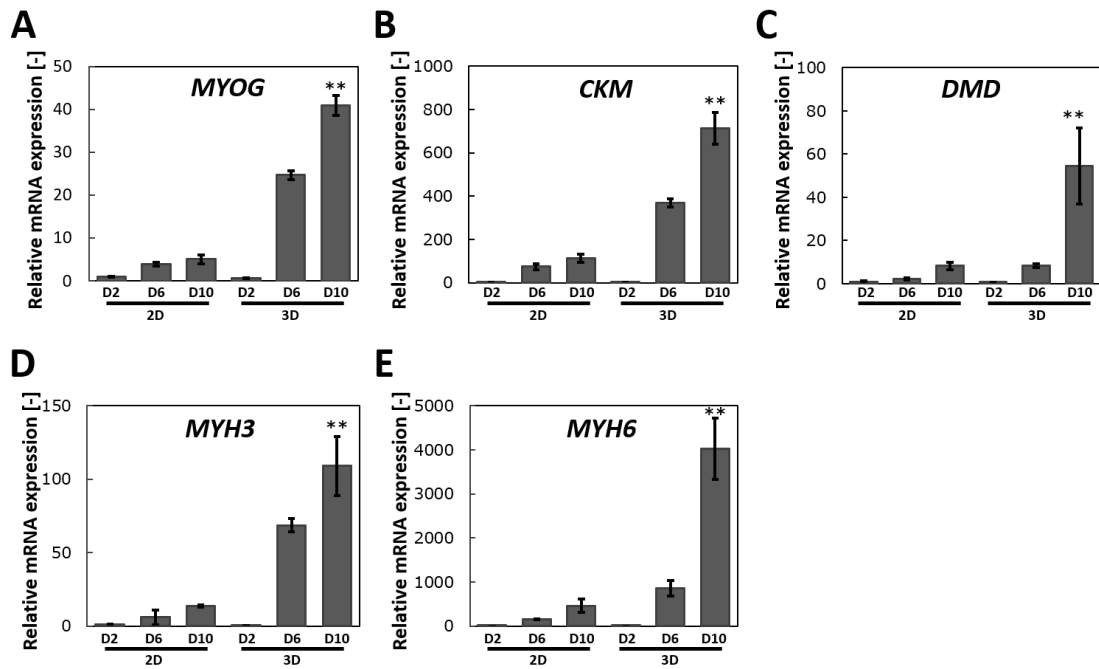 A
Relative mRNA expression [-]
50
40
30
20
10
0
MYOG
**
D2 D6 D10 D2 D6 D10
2D 3D
B
Relative mRNA expression [-]
1000
800
600
400
200
0
CKM
**
D2 D6 D10 D2 D6 D10
2D 3D
C
Relative mRNA expression [-]
100
80
60
40
20
0
DMD
**
D2 D6 D10 D2 D6 D10
2D 3D
D
Relative mRNA expression [-]
150
100
50
0
MYH3
**
D2 D6 D10 D2 D6 D10
2D 3D
E
Relative mRNA expression [-]
5000
4000
3000
2000
1000
0
MYH6
**
D2 D6 D10 D2 D6 D10
2D 3D